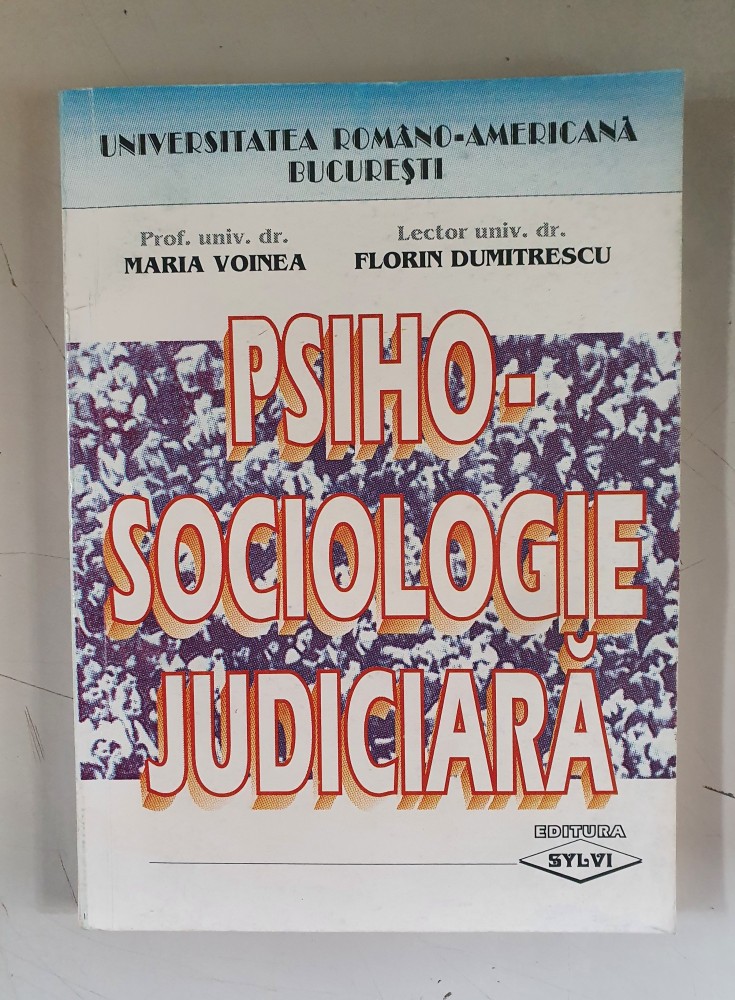 UNIVERSITATEA ROMÂNO-AMERICANĂ
BUCUREŞTI
Prof. univ. dr.
MARIA VOINEA
Lector univ. dr.
FLORIN DUMITRESCU
PSIHO-
SOCIOLOGIE
JUDICIARĂ
EDITURA
SYLVI